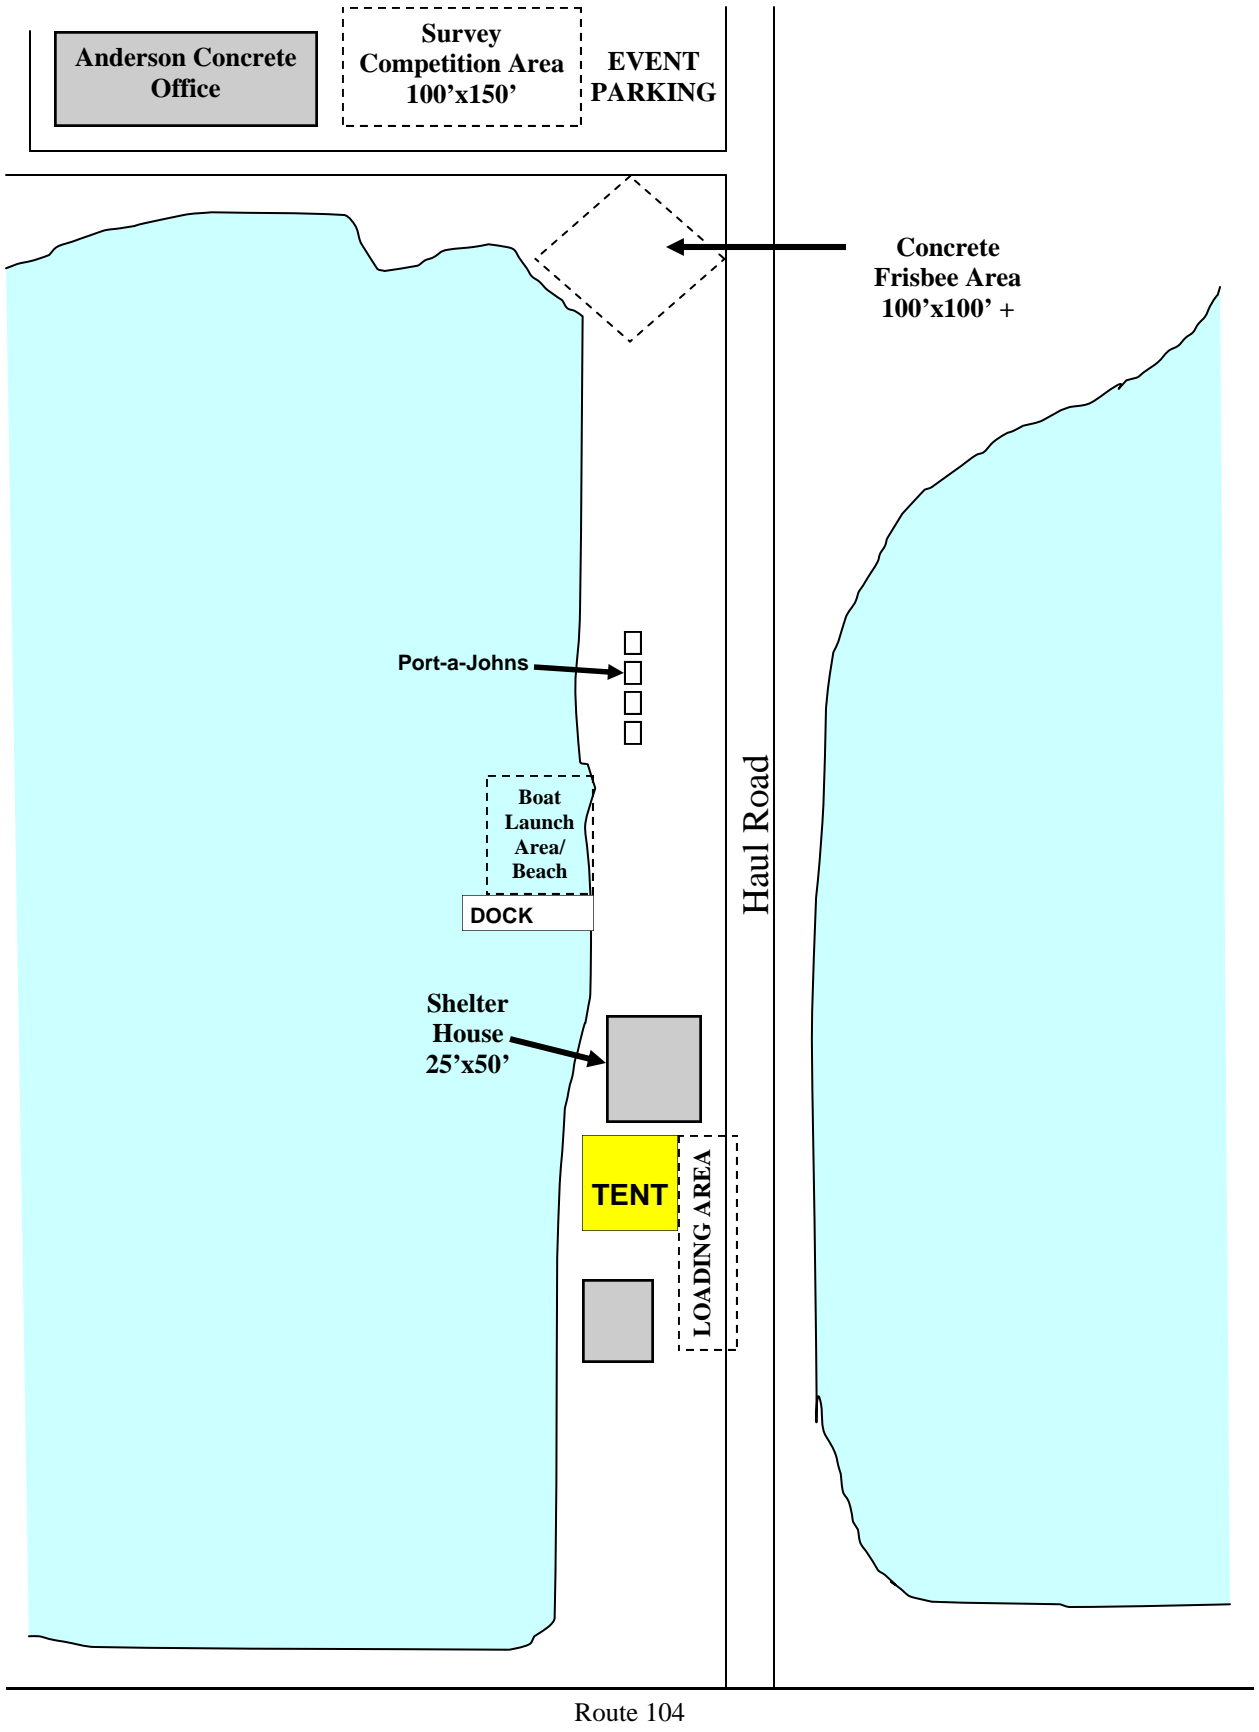 Anderson Concrete
Office
Survey
Competition Area
100’x150’
EVENT
PARKING
Concrete
Frisbee Area
100’x100’ +
Port-a-Johns
Haul Road
Boat
Launch
Area/
Beach
DOCK
Shelter
House
25’x50’
TENT
LOADING AREA
Route 104